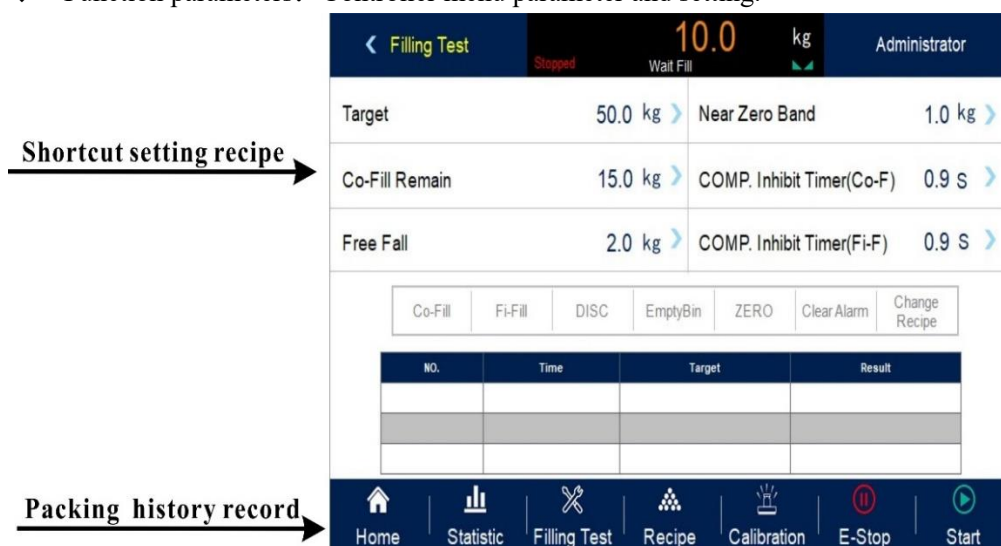 Function parameters: Controller menu parameter and setting.
Filling Test
Stopped
10.0 kg
Wait Fill
Administrator
Target 50.0 kg
Near Zero Band 1.0 kg
Shortcut setting recipe
Co-Fill Remain 15.0 kg
COMP. Inhibit Timer(Co-F) 0.9 s
Free Fall 2.0 kg
COMP. Inhibit Timer(Fi-F) 0.9 S
Co-Fill Fi-Fill DISC EmptyBin ZERO Clear Alarm Change
Recipe
NO. Time Target Result
Packing history record
Home Statistic Filling Test Recipe Calibration E-Stop Start